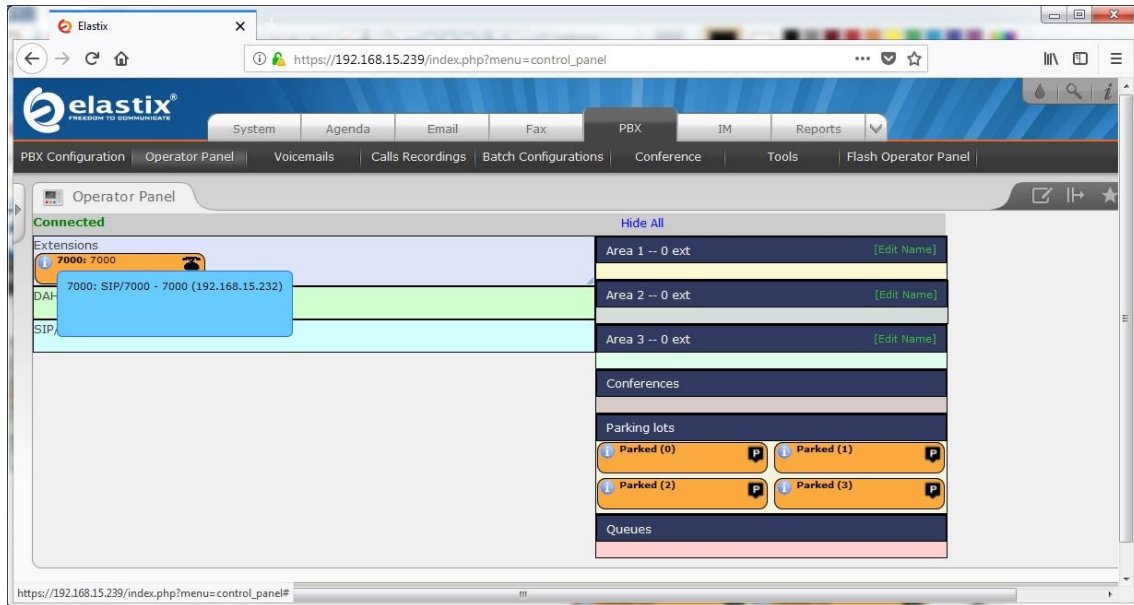 Elastix
https://192.168.15.239/index.php?menu=control_panel
elastix®
FREEDOM TO COMMUNICATE
System Agenda Email Fax PBX IM Reports
PBX Configuration Operator Panel Voicemails Calls Recordings Batch Configurations Conference Tools Flash Operator Panel
Operator Panel
Connected Hide All
Extensions
7000: 7000
7000: SIP/7000 - 7000 (192.168.15.232)
DAH
SIP/
Area 1 -- 0 ext [Edit Name]
Area 2 -- 0 ext [Edit Name]
Area 3 -- 0 ext [Edit Name]
Conferences
Parking lots
Parked (0) P Parked (1) P
Parked (2) P Parked (3) P
Queues
https://192.168.15.239/index.php?menu=control_panel#